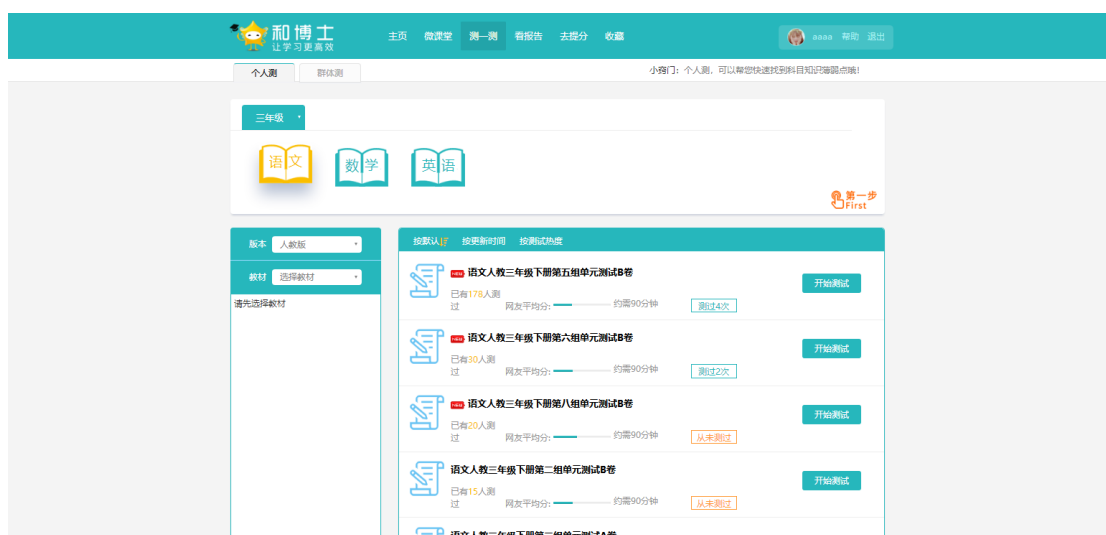 和博士
让学习更高效
主页 微课堂 测一测 看报告 去提分 收藏
aaaa 帮助 退出
个人测 群体测
小窍门：个人测，可以帮您快速找到科目知识薄弱点哦!
三年级
语文 数学 英语
第一步
First
版本 人教版
教材 选择教材
请先选择教材
按默认 按更新时间 按测试热度
语文人教三年级下册第五组单元测试B卷
开始测试
已有178人测
过 网友平均分: 约需90分钟 测过4次
语文人教三年级下册第六组单元测试B卷
开始测试
已有30人测
过 网友平均分: 约需90分钟 测过2次
语文人教三年级下册第八组单元测试B卷
开始测试
已有20人测
过 网友平均分: 约需90分钟 从未测过
语文人教三年级下册第二组单元测试B卷
开始测试
已有15人测
过 网友平均分: 约需90分钟 从未测过